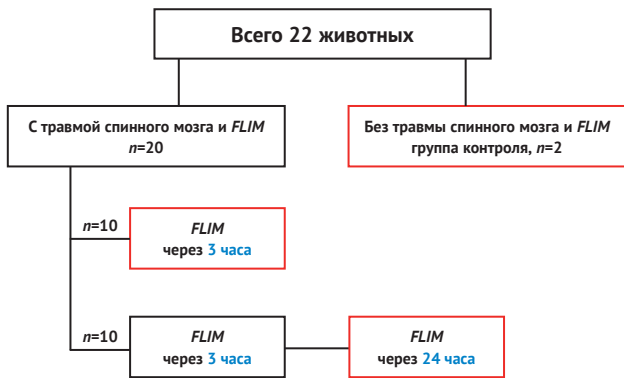 Всего 22 животных
С травмой спинного мозга и FLIM
n=20
Без травмы спинного мозга и FLIM
группа контроля, n=2
n=10
FLIM
через 3 часа
n=10
FLIM
через 3 часа
FLIM
через 24 часа